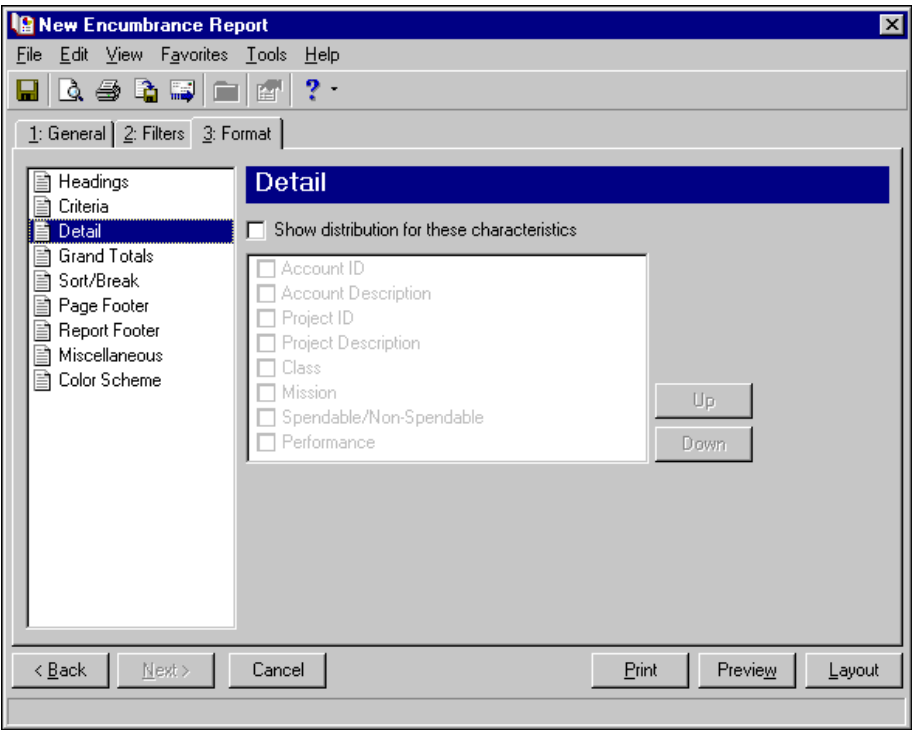 New Encumbrance Report
File Edit View Favorites Tools Help
1: General 2: Filters 3: Format
Headings
Criteria
Detail
Grand Totals
Sort/Break
Page Footer
Report Footer
Miscellaneous
Color Scheme
Detail
Show distribution for these characteristics
Account ID
Account Description
Project ID
Project Description
Class
Mission
Spendable/Non-Spendable
Performance
Up
Down
< Back Next > Cancel Print Preview Layout